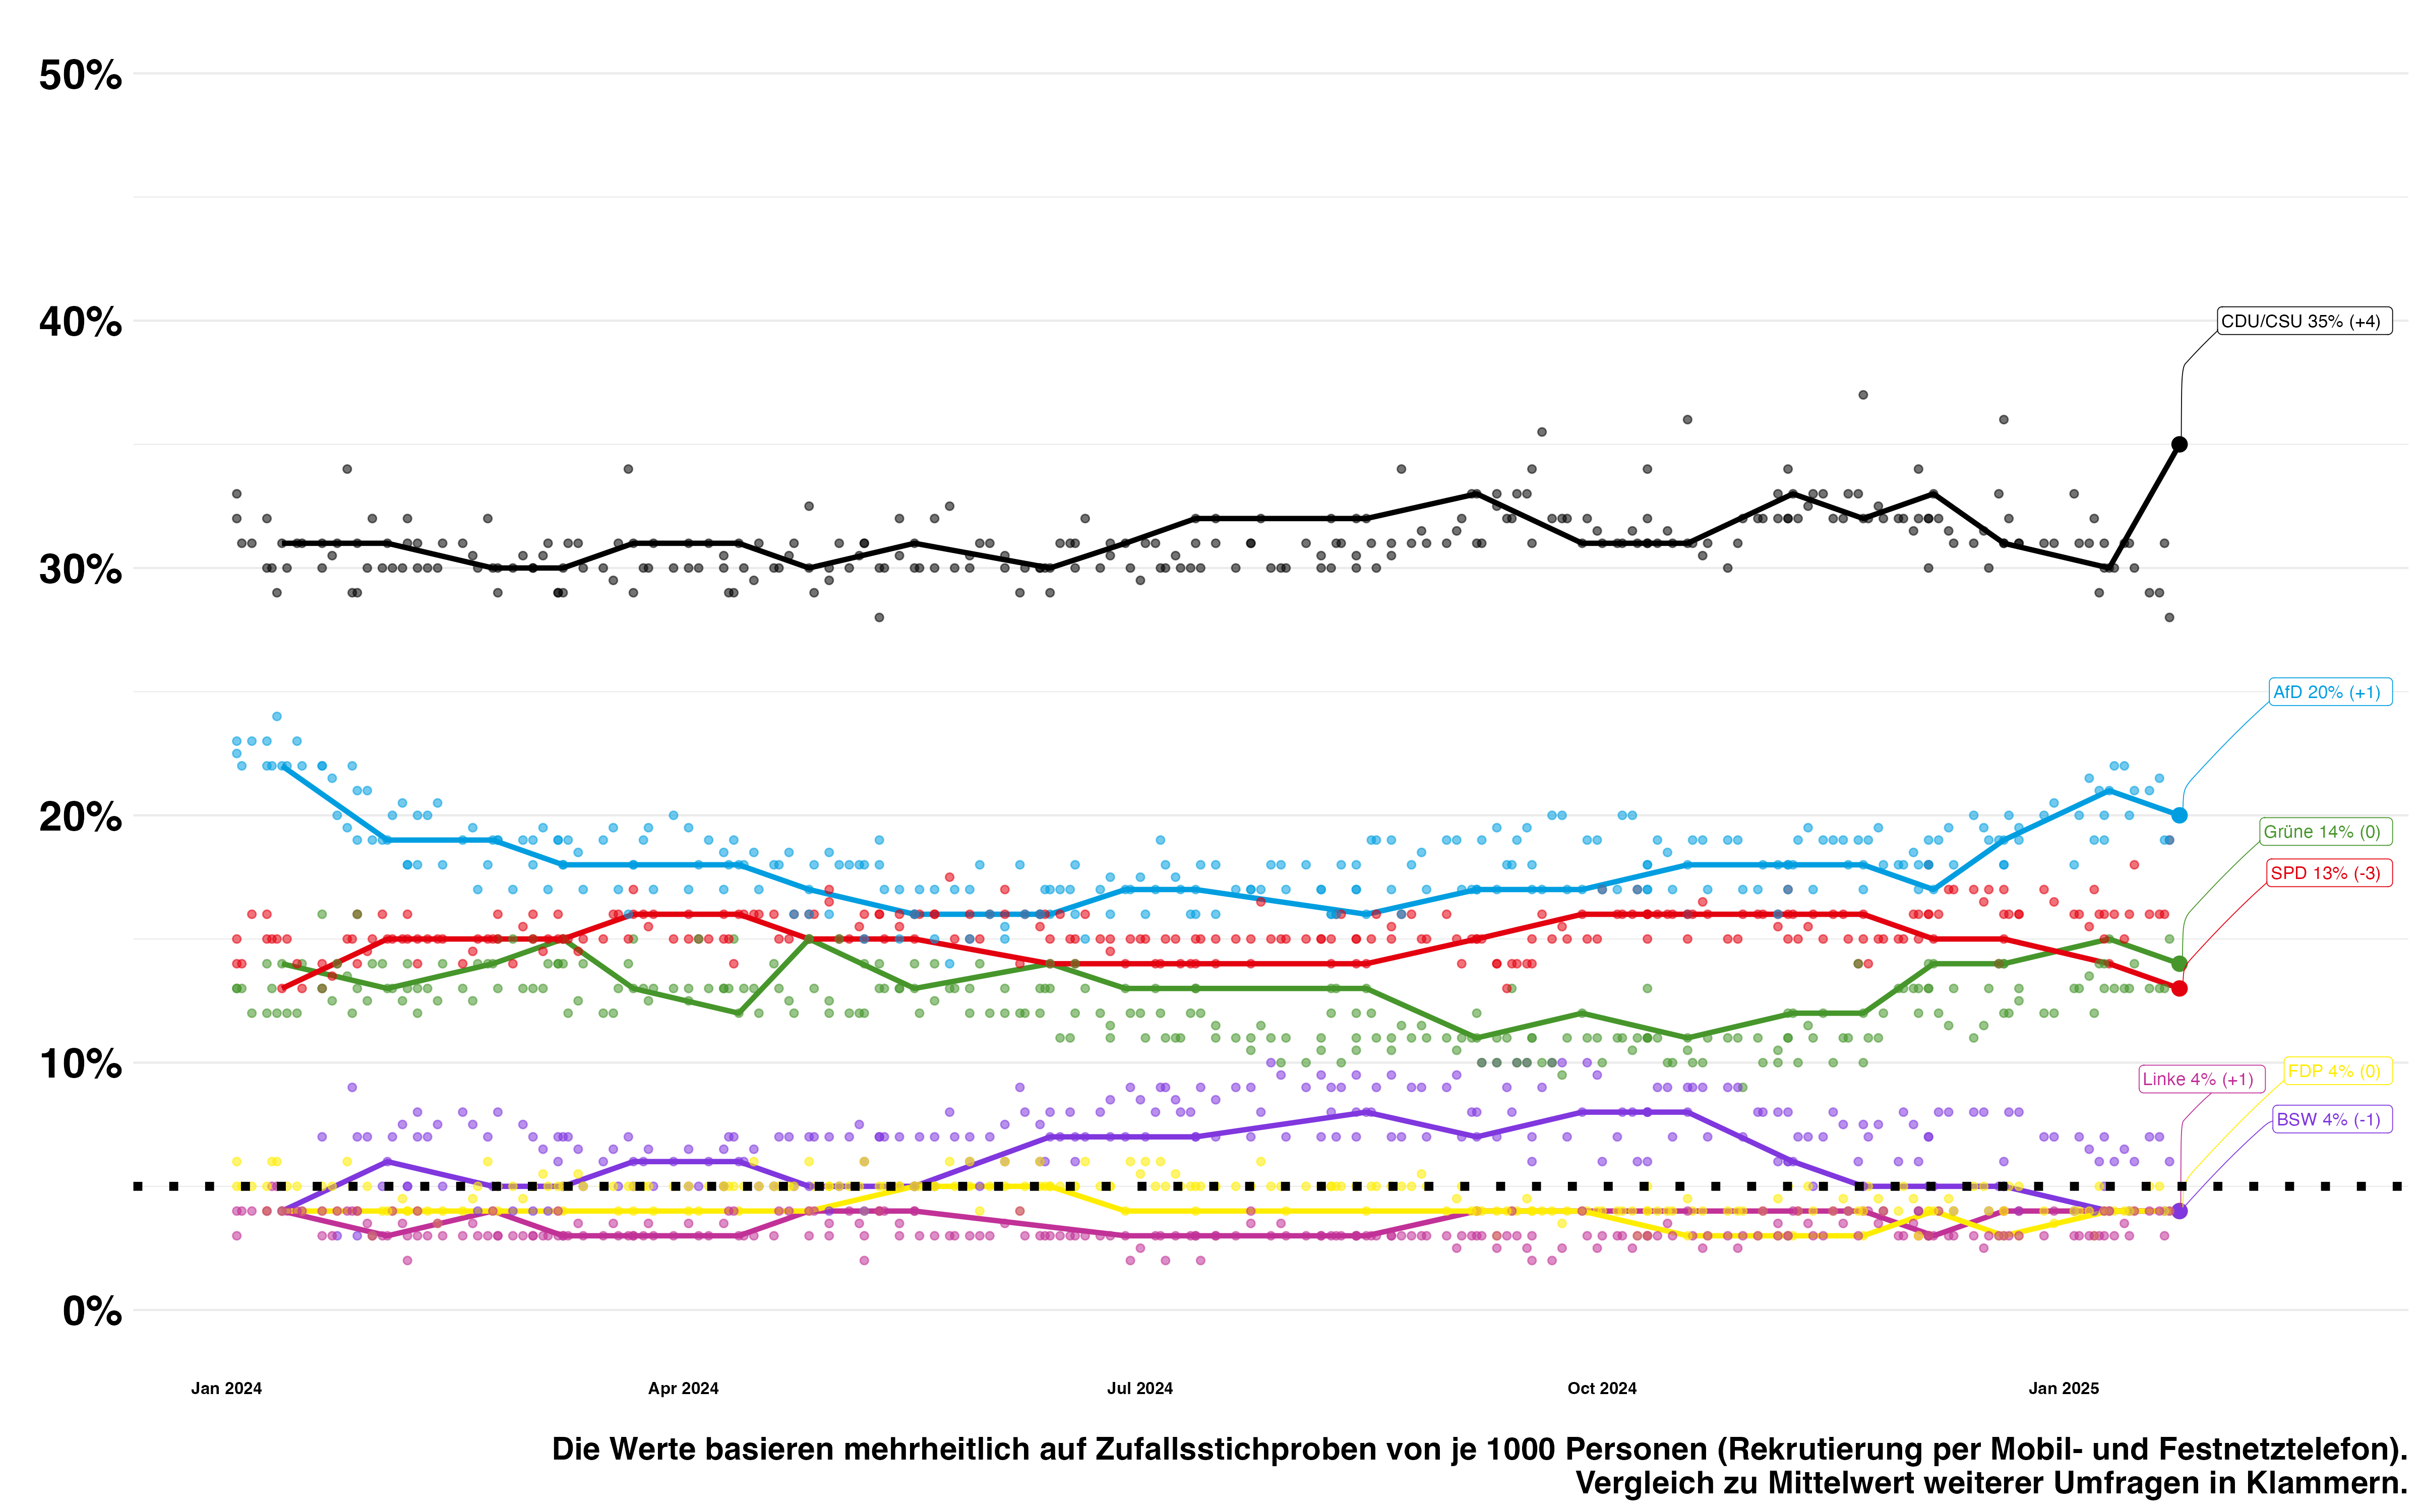 50%
40%
CDU/CSU 35% (+4)
30%
AfD 20% (+1)
20%
Grüne 14% (0)
SPD 13% (-3)
10%
FDP 4% (0)
Linke 4% (+1)
BSW 4% (-1)
0%
Jan 2024 Apr 2024 Jul 2024 Oct 2024 Jan 2025
Die Werte basieren mehrheitlich auf Zufallsstichproben von je 1000 Personen (Rekrutierung per Mobil- und Festnetztelefon).
Vergleich zu Mittelwert weiterer Umfragen in Klammern.